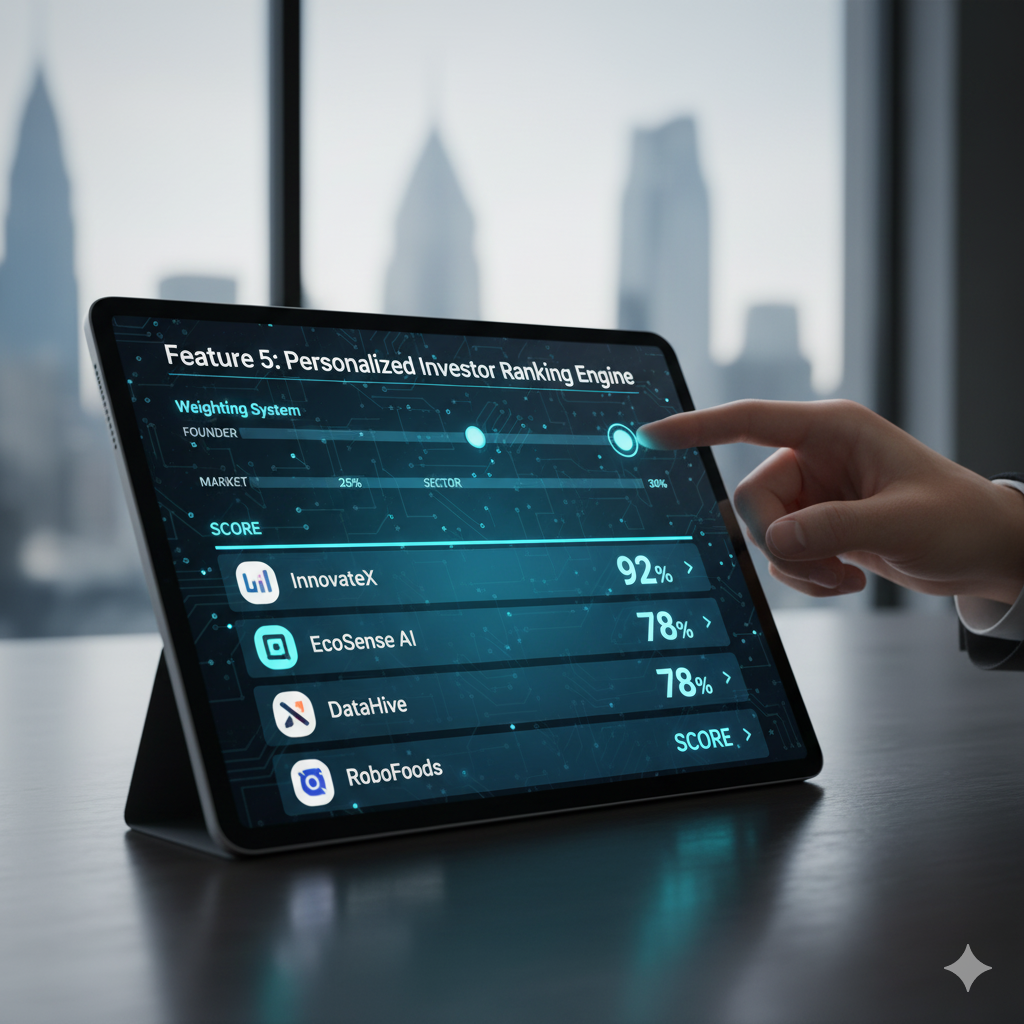 Feature 5: Personalized Investor Ranking Engine
Weighting System
FOUNDER
MARKET 25% SECTOR 30%
SCORE
InnovateX 92% >
EcoSense AI 78% >
DataHive 78% >
RoboFoods SCORE >